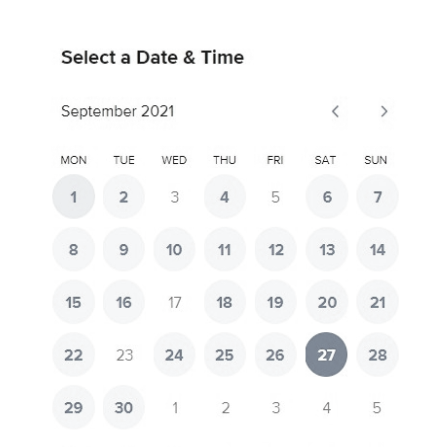 Select a Date & Time
September 2021
MON TUE WED THU FRI SAT SUN
1 2 3 4 5 6 7
8 9 10 11 12 13 14
15 16 17 18 19 20 21
22 23 24 25 26 27 28
29 30 1 2 3 4 5